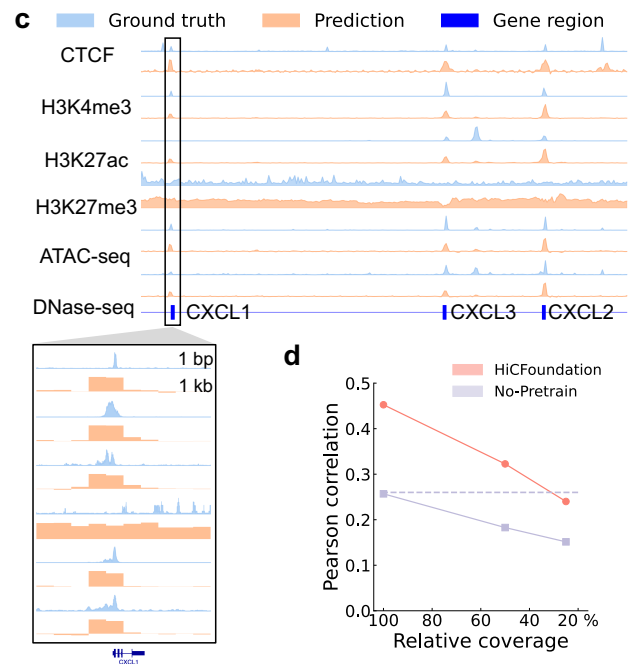 c
Ground truth Prediction Gene region
CTCF
H3K4me3
H3K27ac
H3K27me3
ATAC-seq
DNase-seq
CXCL1 CXCL3 CXCL2
1 bp
1 kb
CXCL1
d
HiCFoundation
No-Pretrain
Pearson correlation
0.5
0.4
0.3
0.2
0.1
0.0
100 80 60 40 20 %
Relative coverage